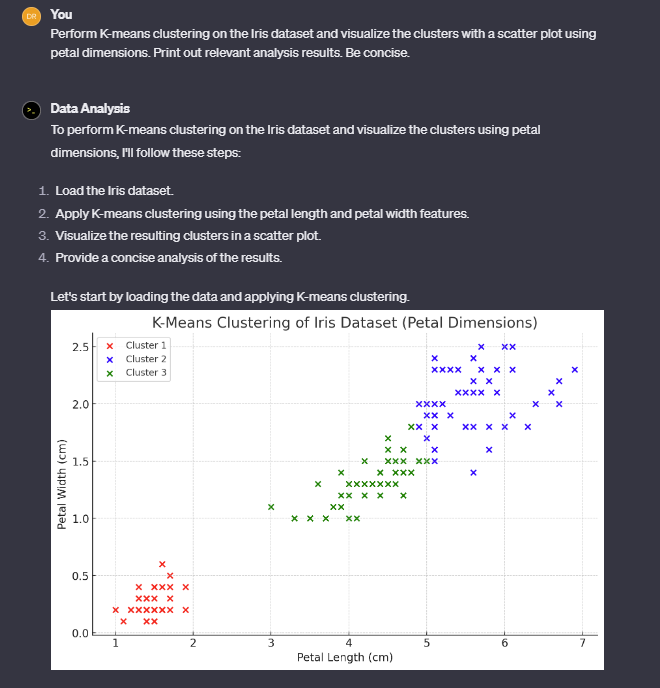 DR You
Perform K-means clustering on the Iris dataset and visualize the clusters with a scatter plot using
petal dimensions. Print out relevant analysis results. Be concise.
>_ Data Analysis
To perform K-means clustering on the Iris dataset and visualize the clusters using petal
dimensions, I'll follow these steps:
1. Load the Iris dataset.
2. Apply K-means clustering using the petal length and petal width features.
3. Visualize the resulting clusters in a scatter plot.
4. Provide a concise analysis of the results.
Let's start by loading the data and applying K-means clustering.
K-Means Clustering of Iris Dataset (Petal Dimensions)
Cluster 1
Cluster 2
Cluster 3
Petal Width (cm)
2.5
2.0
1.5
1.0
0.5
0.0
1 2 3 4 5 6 7
Petal Length (cm)